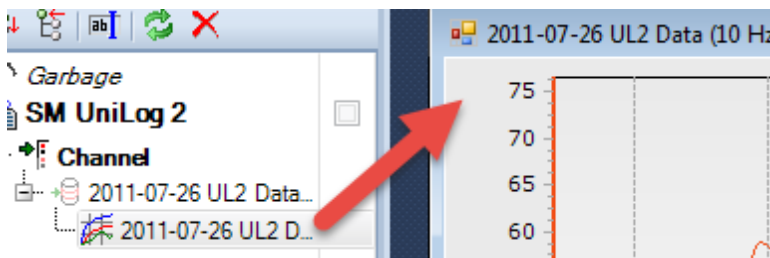 ab
2011-07-26 UL2 Data (10 Hz
Garbage
SM UniLog 2
Channel
2011-07-26 UL2 Data...
2011-07-26 UL2 D...
75
70
65
60